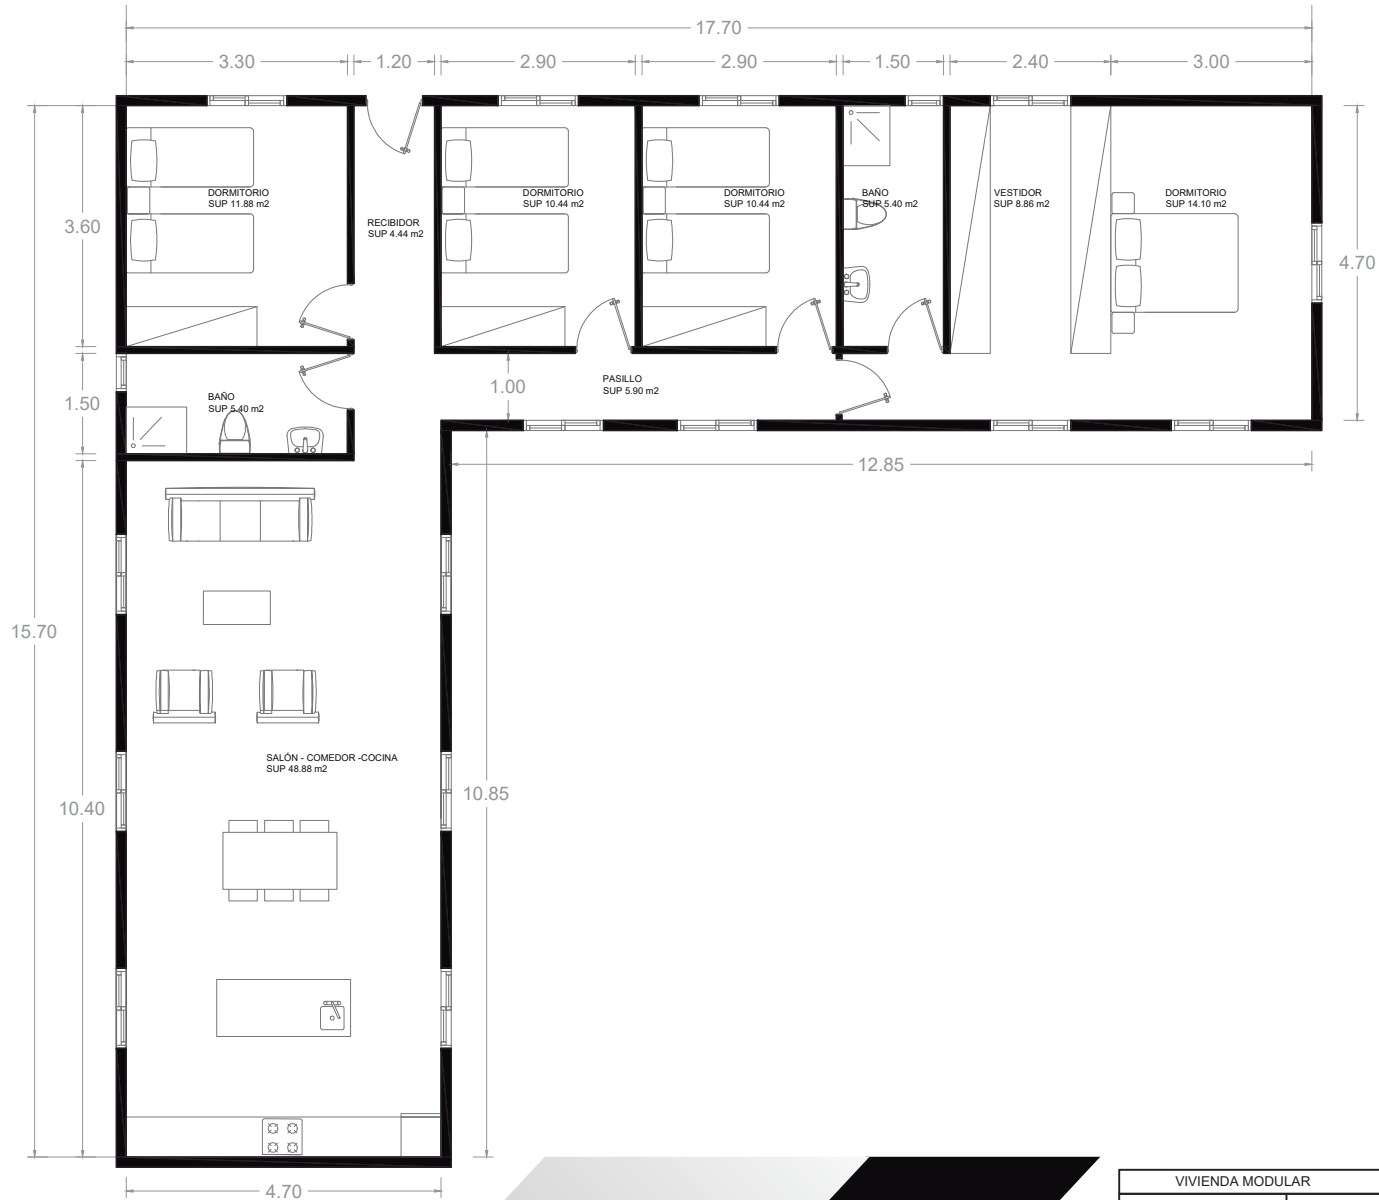 17.70
3.30
1.20
2.90
2.90
1.50
2.40
3.00
DORMITORIO
SUP 11.88 m2
RECIBIDOR
SUP 4.44 m2
DORMITORIO
SUP 10.44 m2
DORMITORIO
SUP 10.44 m2
BAÑO
SUP 5.40 m2
VESTIDOR
SUP 8.86 m2
DORMITORIO
SUP 14.10 m2
3.60
4.70
1.50
BAÑO
SUP 5.40 m2
1.00
PASILLO
SUP 5.90 m2
12.85
15.70
10.40
SALÓN - COMEDOR -COCINA
SUP 48.88 m2
10.85
4.70
VIVIENDA MODULAR